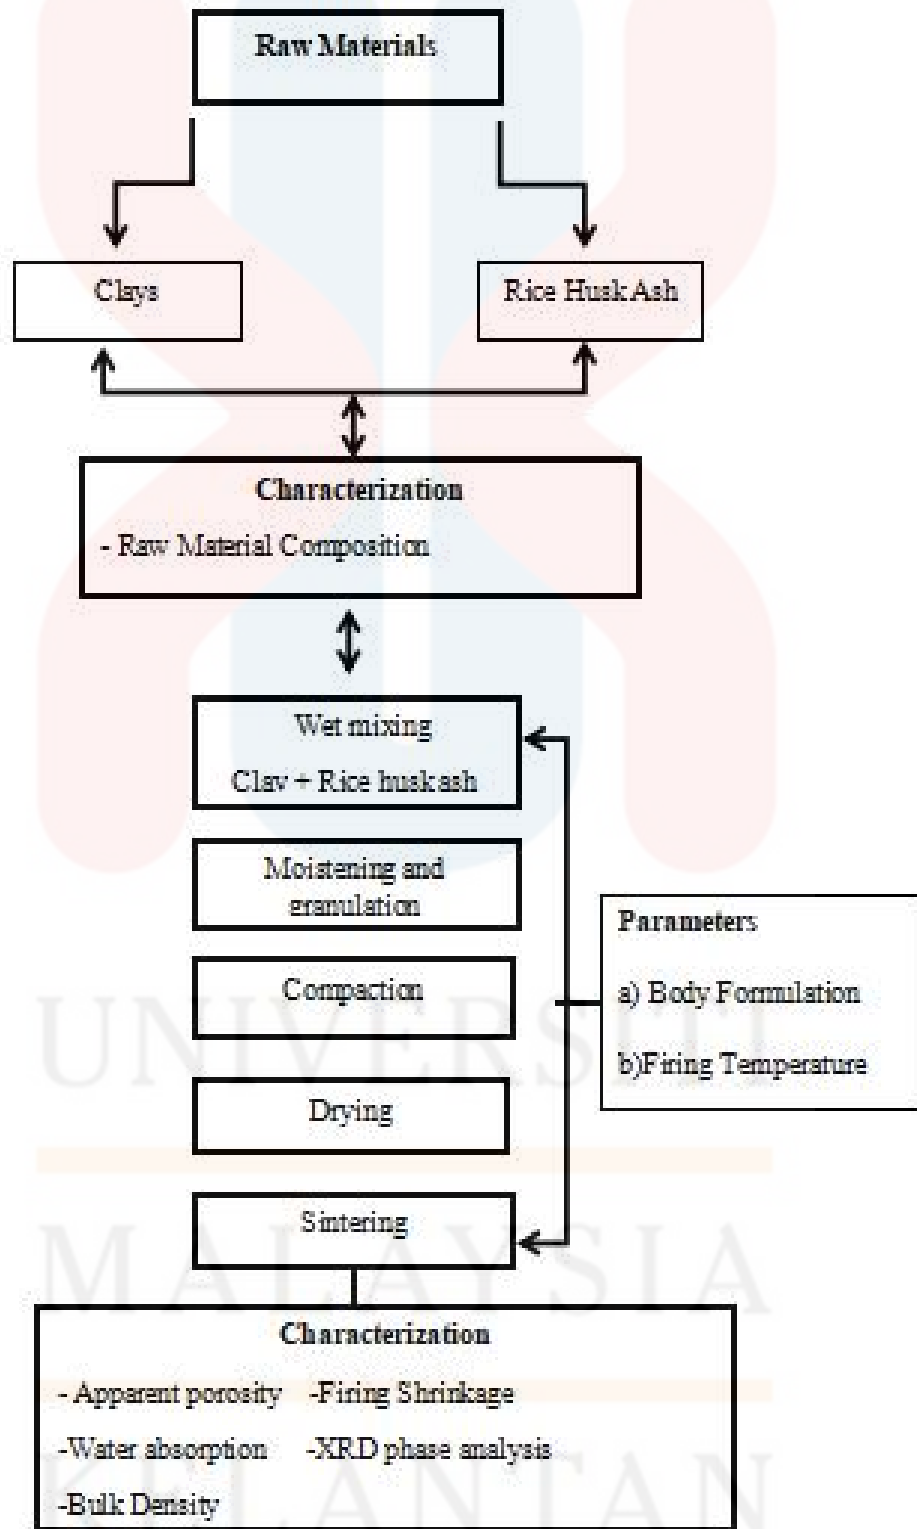 Raw Materials
Clays
Rice Husk Ash
Characterization
- Raw Material Composition
Wet mixing
Clay + Rice husk ash
Moistening and
granulation
Compaction
Drying
Sintering
Parameters
a) Body Formulation
b)Firing Temperature
Characterization
- Apparent porosity -Firing Shrinkage
-Water absorption -XRD phase analysis
-Bulk Density
UNIVERSITI
MALAYSIA
KELANTAN